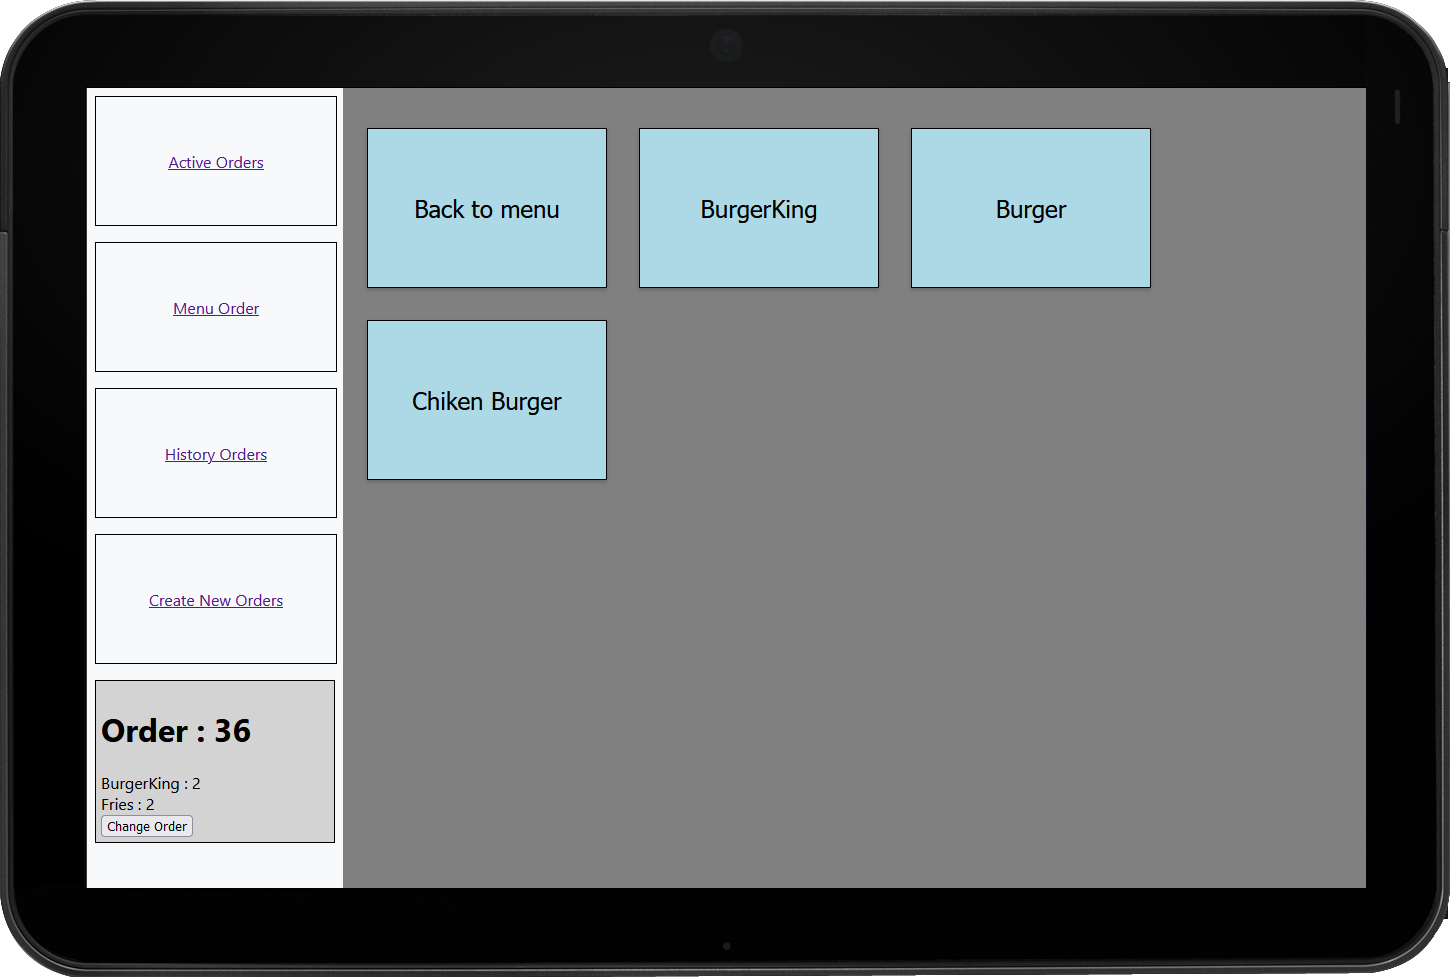 Active Orders
Menu Order
History Orders
Create New Orders
Order : 36
BurgerKing : 2
Fries : 2
Change Order
Back to menu
BurgerKing
Burger
Chiken Burger